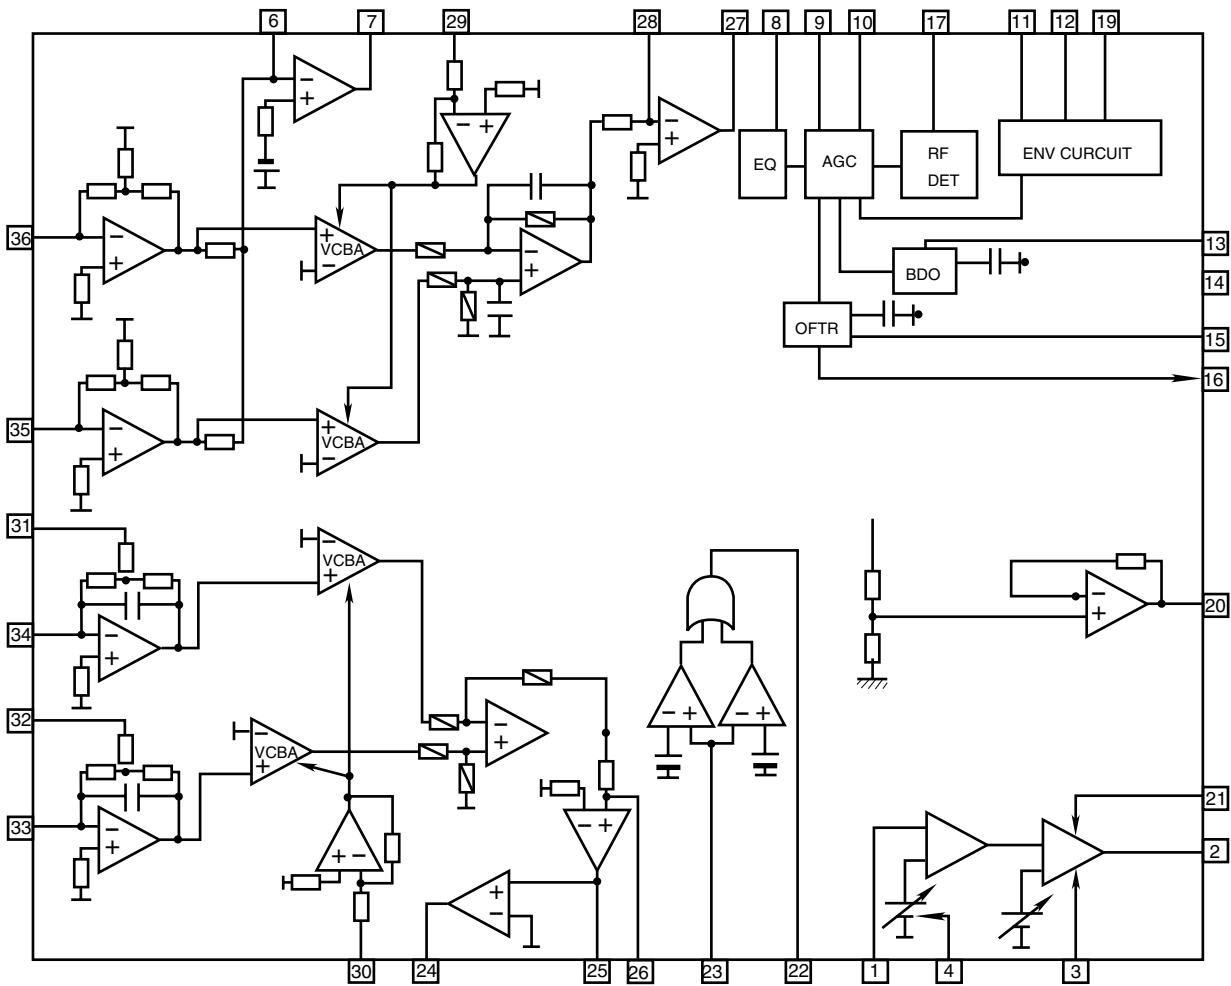 6 7 29 28 27 8 9 10 17 11 12 19
− +
− +
− +
EQ AGC RF DET ENV CURCUIT
36 − + + VCBA − − + 13
BDO 14
OFTR 15
16
35 − + + VCBA −
31 − VCBA +
34 − + − + 20
32 − VCBA + − + − + − +
33 − + − + 21
+ − 2
+ −
30 24 25 26 23 22 1 4 3